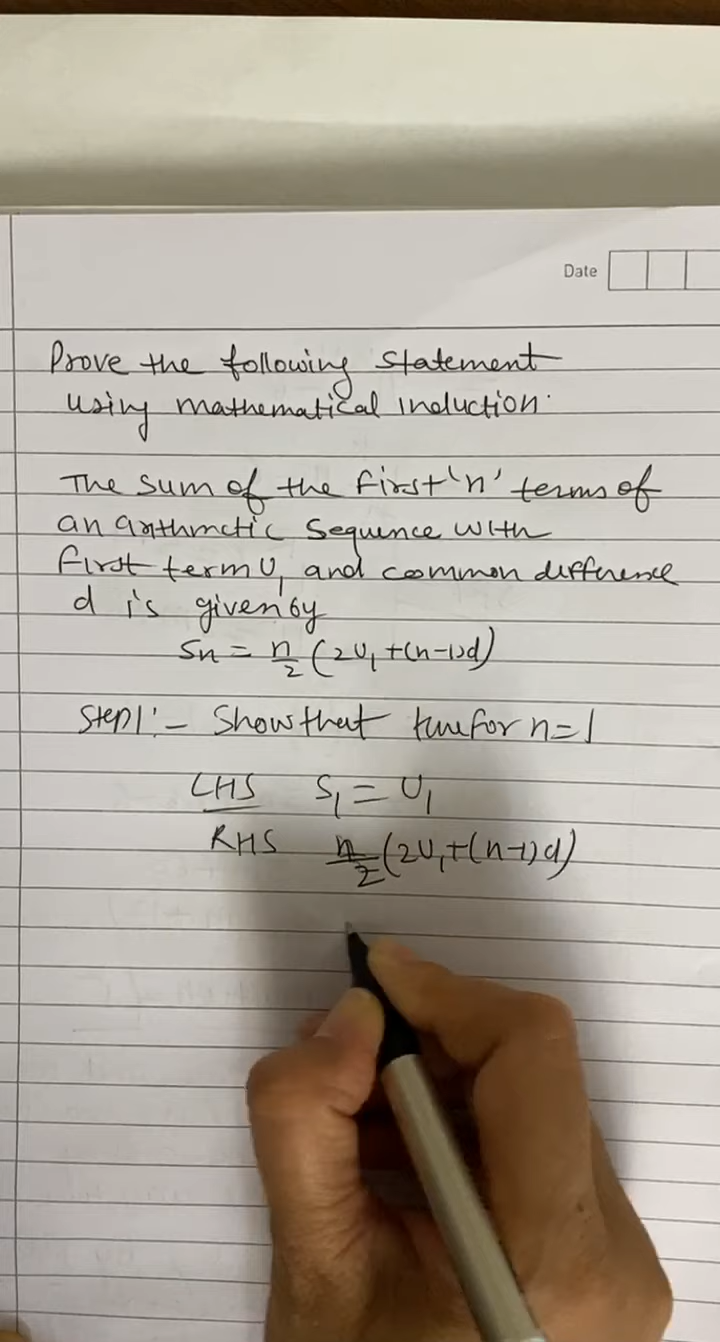 Date
Prove the following statement
using mathematical induction.
The sum of the first 'n' terms of
an arithmetic sequence with
first term U₁ and common difference
d is given by
Sn = n/2 (2U₁ + (n-1)d)
Step1:- Show that true for n=1
LHS S₁ = U₁
RHS n/2 (2U₁ + (n-1)d)